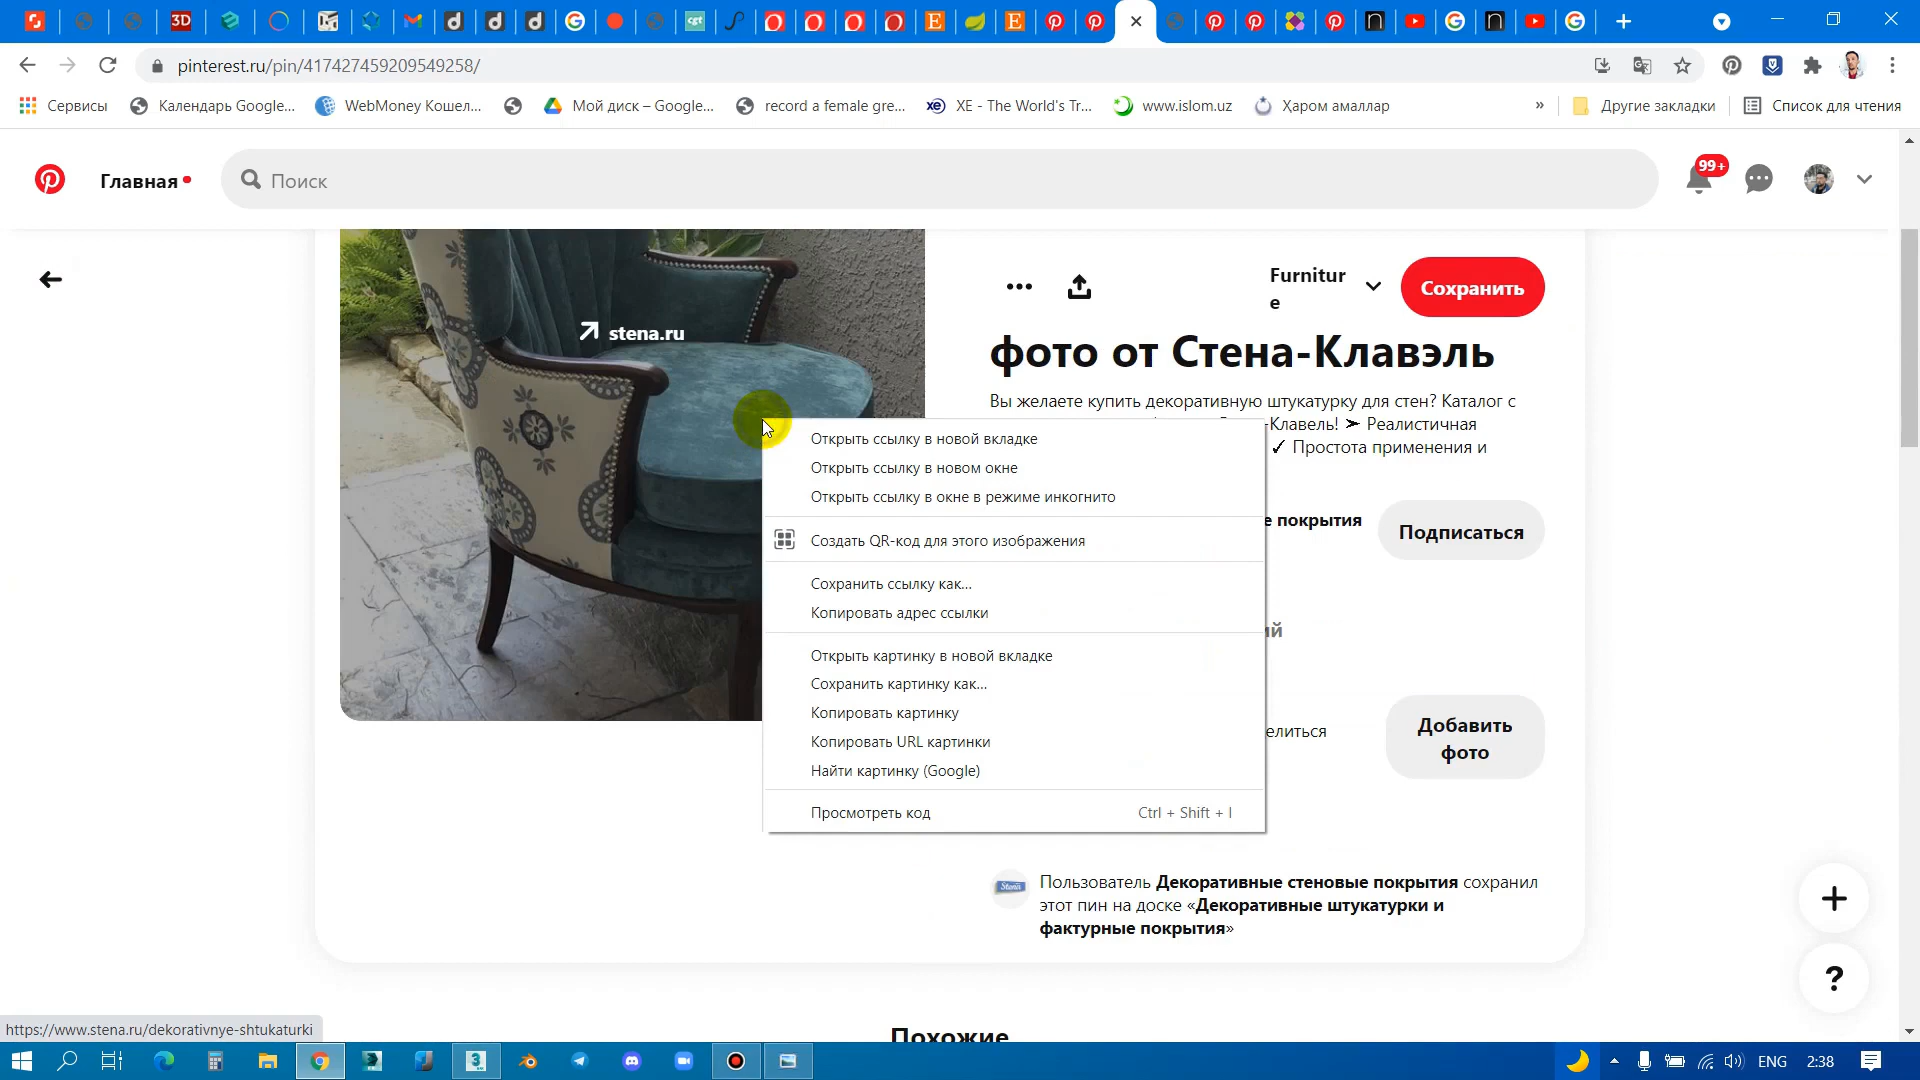 pinterest.ru/pin/417427459209549258/
Сервисы
Календарь Google...
WebMoney Кошел...
Мой диск – Google...
record a female gre...
XE - The World's Tr...
www.islom.uz
Ҳаром амаллар
»
Другие закладки
Список для чтения
Главная
Поиск
99+
stena.ru
Furnitur
e
Сохранить
фото от Стена-Клавэль
Вы желаете купить декоративную штукатурку для стен? Каталог с
-Клавель! ➤ Реалистичная
✓ Простота применения и
е покрытия
Подписаться
ий
елиться
Добавить
фото
Открыть ссылку в новой вкладке
Открыть ссылку в новом окне
Открыть ссылку в окне в режиме инкогнито
Создать QR-код для этого изображения
Сохранить ссылку как...
Копировать адрес ссылки
Открыть картинку в новой вкладке
Сохранить картинку как...
Копировать картинку
Копировать URL картинки
Найти картинку (Google)
Просмотреть код Ctrl + Shift + I
Пользователь Декоративные стеновые покрытия сохранил
этот пин на доске «Декоративные штукатурки и
фактурные покрытия»
Похожие
https://www.stena.ru/dekorativnye-shtukaturki
ENG
2:38